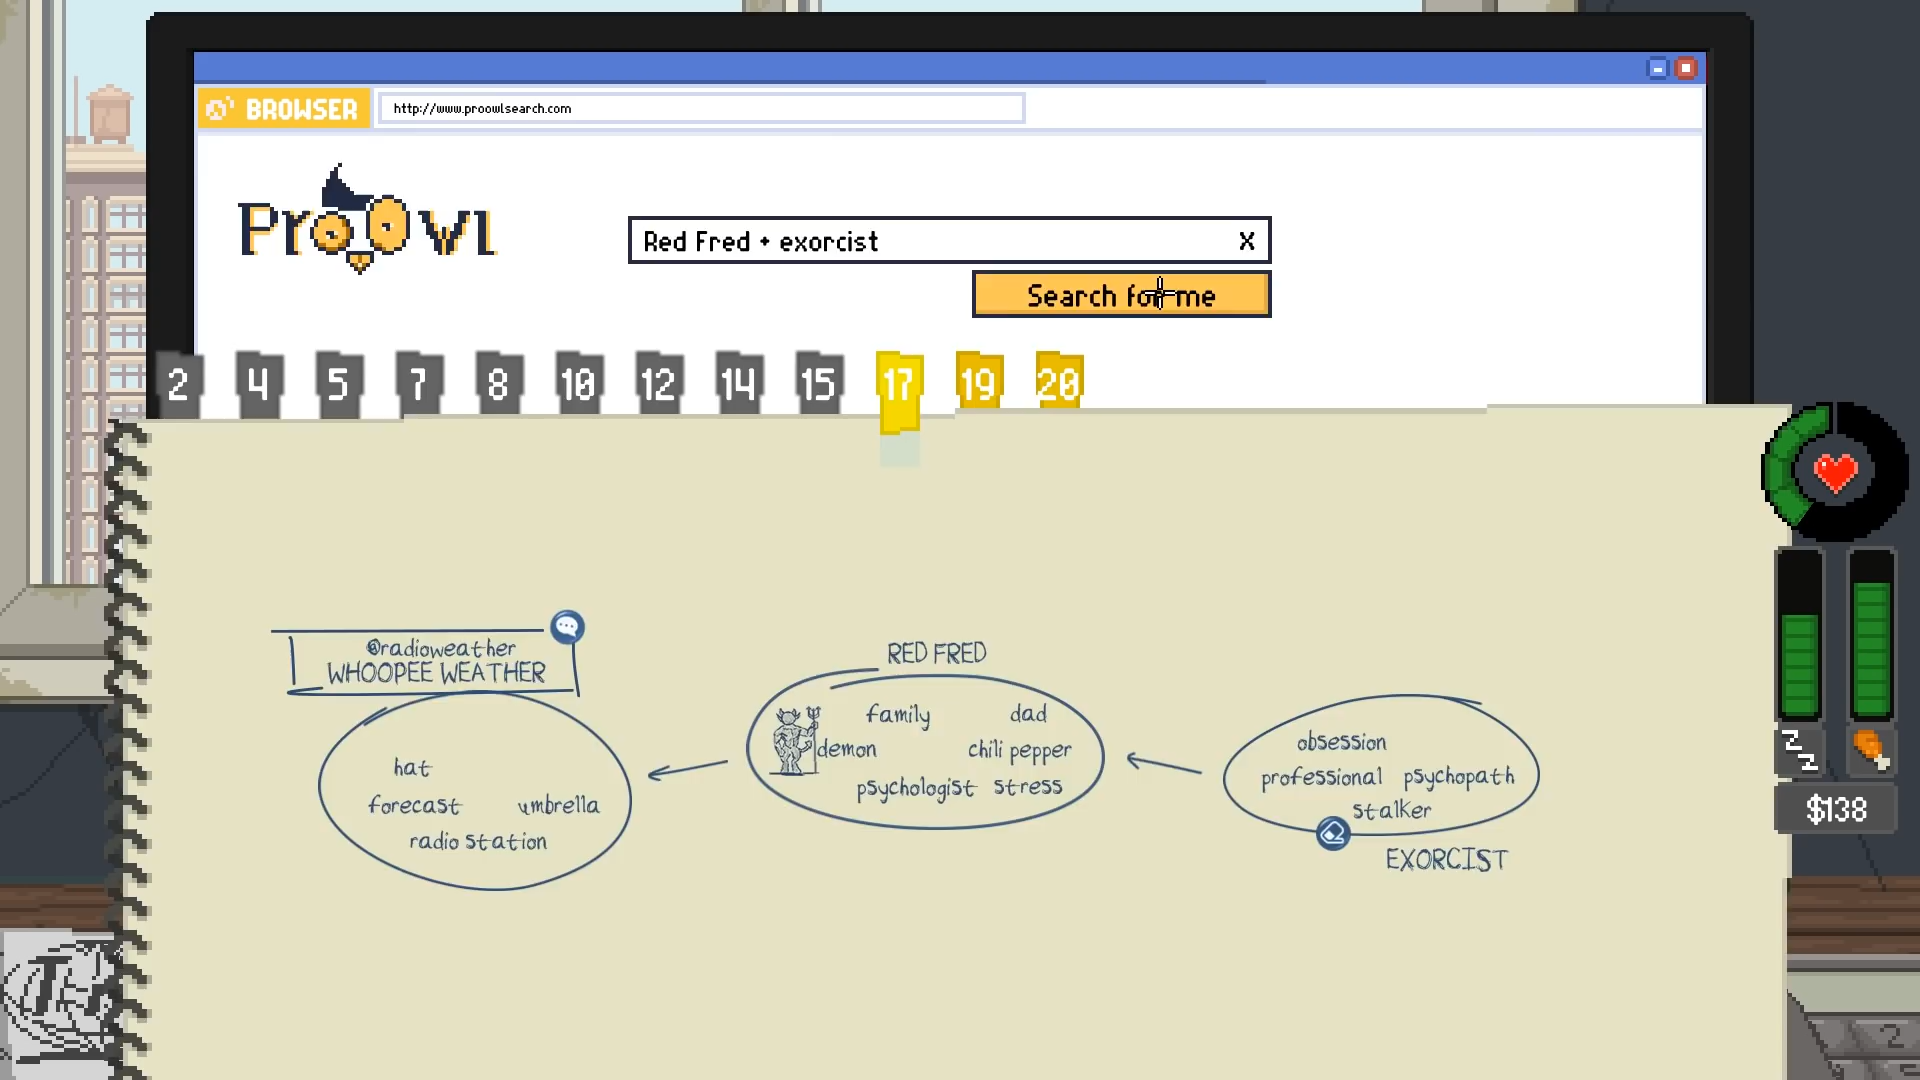 BROWSER
http://www.proowlsearch.com
PrOOwl
Red Fred + exorcist X
Search for me
2 4 5 7 8 10 12 14 15 17 19 20
@radioweather
WHOOPEE WEATHER
hat
forecast umbrella
radio station
RED FRED
family dad
demon chili pepper
psychologist stress
obsession
professional psychopath
stalker
EXORCIST
zzz
$138
2